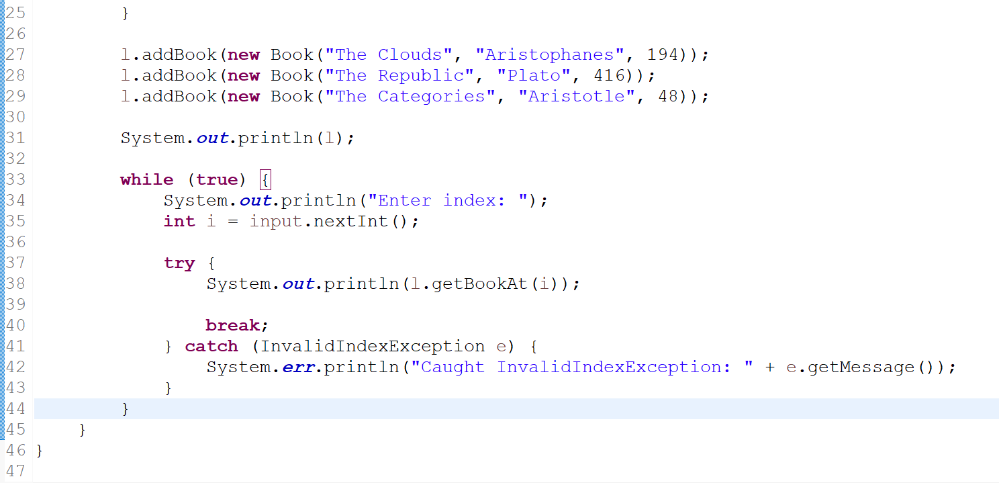 25 }
26
27 l.addBook(new Book("The Clouds", "Aristophanes", 194));
28 l.addBook(new Book("The Republic", "Plato", 416));
29 l.addBook(new Book("The Categories", "Aristotle", 48));
30
31 System.out.println(l);
32
33 while (true) {
34 System.out.println("Enter index: ");
35 int i = input.nextInt();
36
37 try {
38 System.out.println(l.getBookAt(i));
39
40 break;
41 } catch (InvalidIndexException e) {
42 System.err.println("Caught InvalidIndexException: " + e.getMessage());
43 }
44 }
45 }
46 }
47